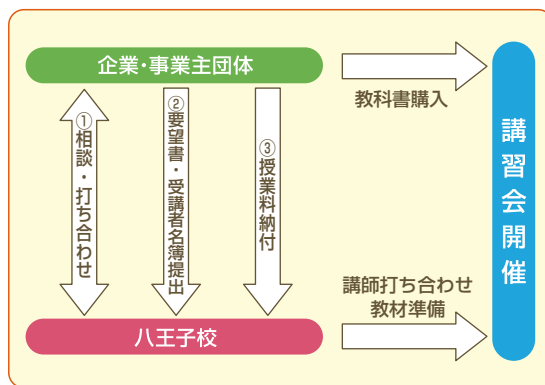 企業・事業主団体
教科書購入
①相談・打ち合わせ
②要望書・受講者名簿提出
③授業料納付
講師打ち合わせ
教材準備
八王子校
講習会開催